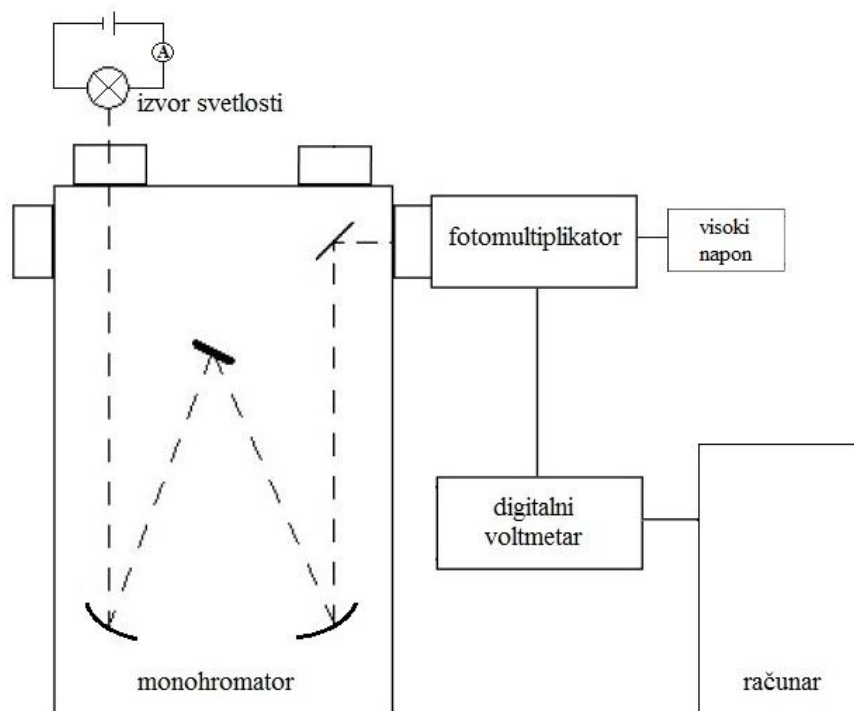 A
izvor svetlosti
fotomultiplikator
visoki
napon
digitalni
voltmetar
monohromator
računar